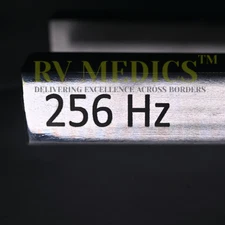 RV MEDICS™
DELIVERING EXCELLENCE ACROSS BORDERS
256 Hz